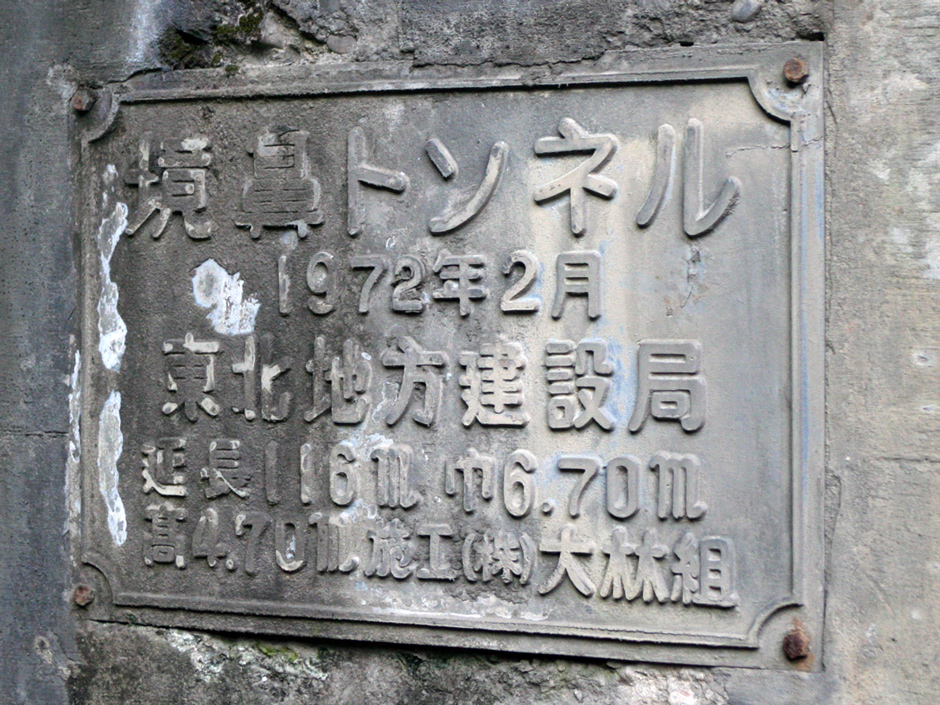 境鼻トンネル
1972年2月
東北地方建設局
延長116m 巾6.70m
高4.70m 施工(株)大林組